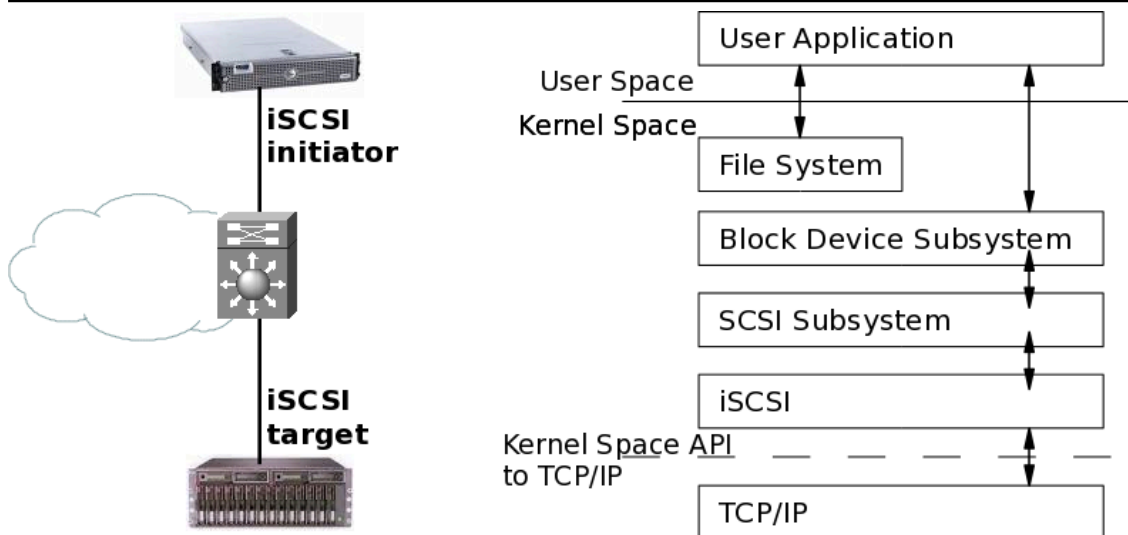 iSCSI
initiator
iSCSI
target
User Application
User Space
Kernel Space
File System
Block Device Subsystem
SCSI Subsystem
iSCSI
Kernel Space API
to TCP/IP
TCP/IP